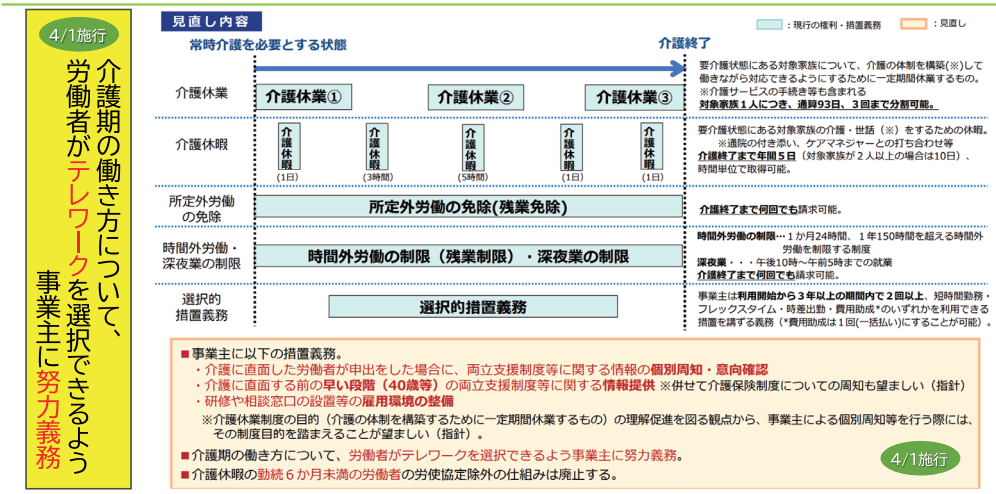 4/1施行
介護期の働き方について、
労働者がテレワークを選択できるよう
事業主に努力義務
見直し内容
：現行の権利・措置義務
：見直し
常時介護を必要とする状態
介護終了
介護休業
介護休業①
介護休業②
介護休業③
要介護状態にある対象家族について、介護の体制を構築(※)して
働きながら対応できるようにするために一定期間休業するもの。
※介護サービスの手続き等も含まれる
対象家族１人につき、通算93日、３回まで分割可能。
介護休暇
介護休暇
(1日)
介護休暇
(3時間)
介護休暇
(5時間)
介護休暇
(1日)
介護休暇
(1日)
要介護状態にある対象家族の介護・世話（※）をするための休暇。
※通院の付き添い、ケアマネジャーとの打ち合わせ等
介護終了まで年間５日（対象家族が２人以上の場合は10日）、
時間単位で取得可能。
所定外労働
の免除
所定外労働の免除(残業免除)
介護終了まで何回でも請求可能。
時間外労働・
深夜業の制限
時間外労働の制限（残業制限）・深夜業の制限
時間外労働の制限…１か月24時間、１年150時間を超える時間外
労働を制限する制度
深夜業・・・午後10時～午前５時までの就業
介護終了まで何回でも請求可能。
選択的
措置義務
選択的措置義務
事業主は利用開始から３年以上の期間内で２回以上、短時間勤務・
フレックスタイム・時差出勤・費用助成*のいずれかを利用できる
措置を講ずる義務（*費用助成は１回(一括払い)にすることが可能）。
■事業主に以下の措置義務。
・介護に直面した労働者が申出をした場合に、両立支援制度等に関する情報の個別周知・意向確認
・介護に直面する前の早い段階（40歳等）の両立支援制度等に関する情報提供 ※併せて介護保険制度についての周知も望ましい（指針）
・研修や相談窓口の設置等の雇用環境の整備
※介護休業制度の目的（介護の体制を構築するために一定期間休業するもの）の理解促進を図る観点から、事業主による個別周知等を行う際には、
その制度目的を踏まえることが望ましい（指針）。
■介護期の働き方について、労働者がテレワークを選択できるよう事業主に努力義務。
■介護休暇の勤続６か月未満の労働者の労使協定除外の仕組みは廃止する。
4/1施行